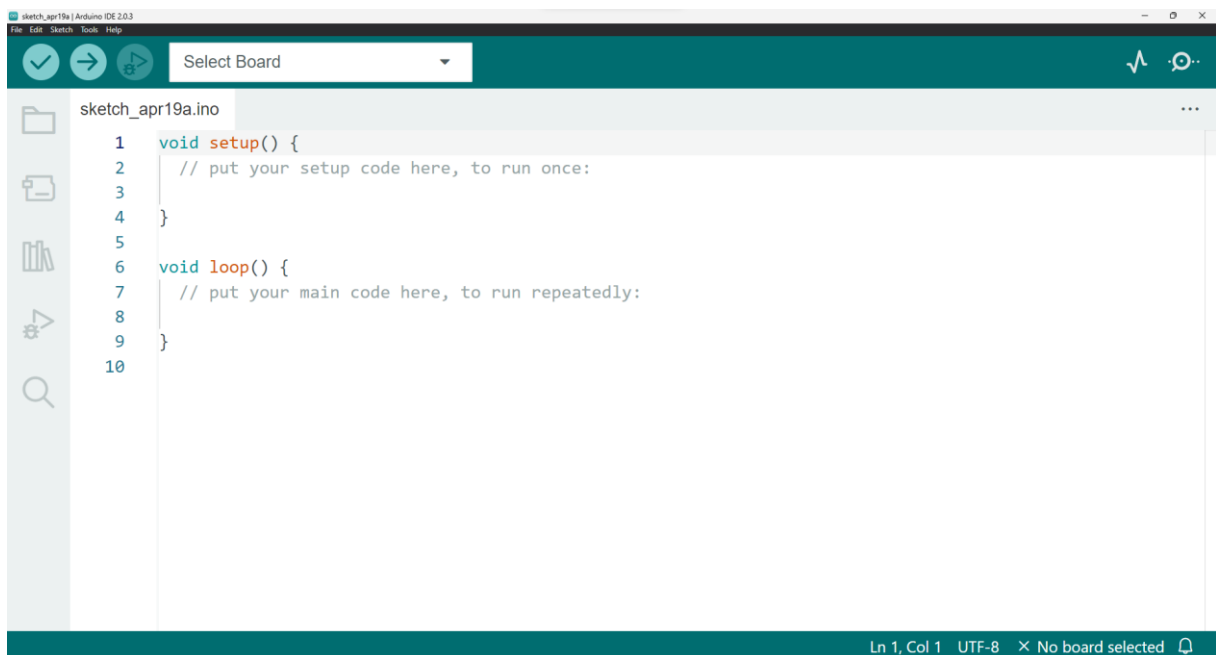 sketch_apr19a | Arduino IDE 2.0.3
File Edit Sketch Tools Help
Select Board
sketch_apr19a.ino
1 void setup() {
2 // put your setup code here, to run once:
3
4 }
5
6 void loop() {
7 // put your main code here, to run repeatedly:
8
9 }
10
Ln 1, Col 1 UTF-8 × No board selected